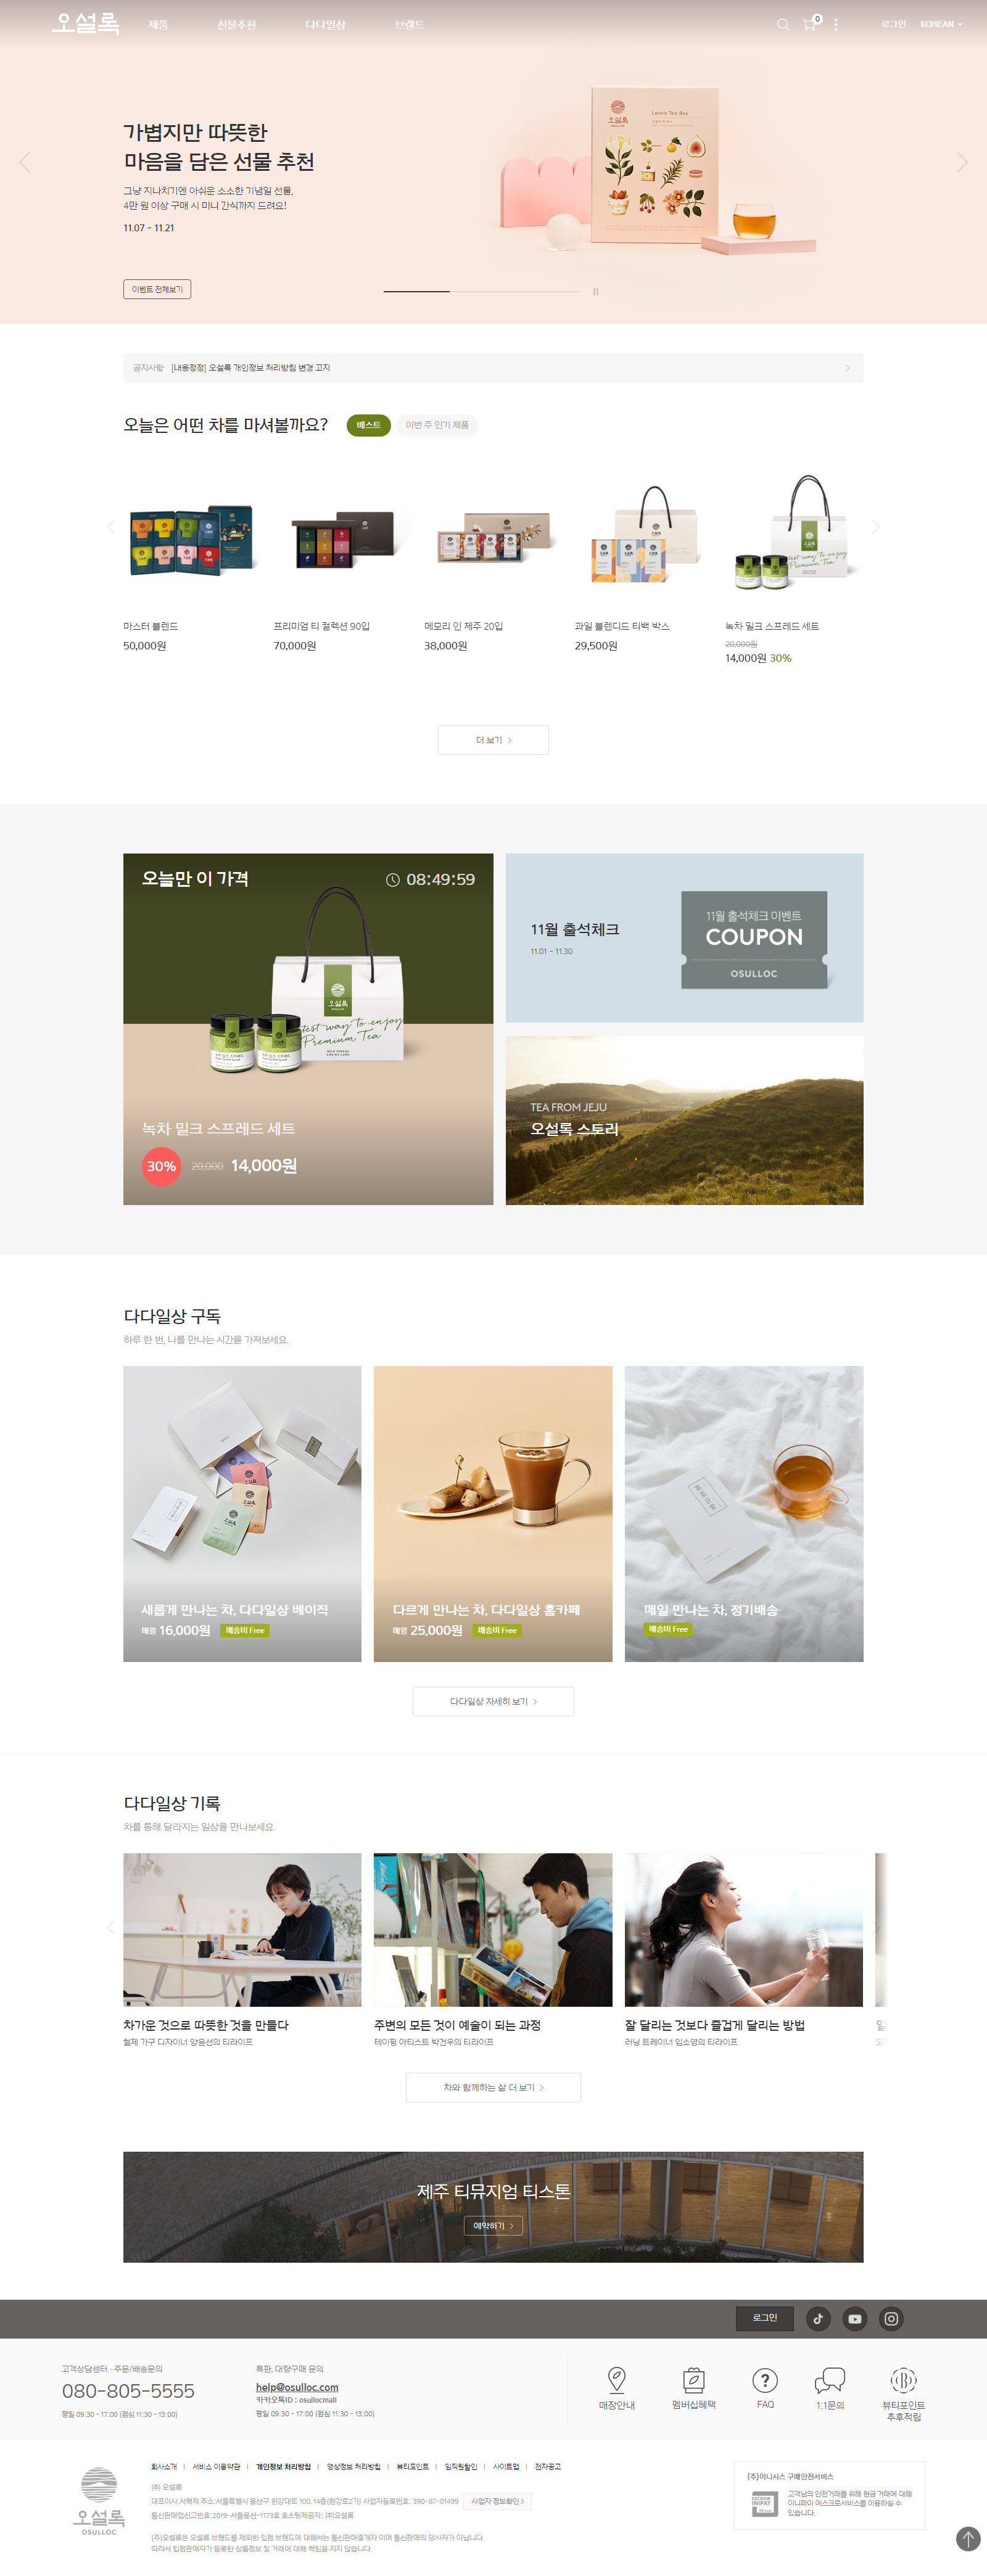 오설록
제품
선물추천
다다일상
브랜드
0
로그인
KOREAN
가볍지만 따뜻한
마음을 담은 선물 추천
그냥 지나치기엔 아쉬운 소소한 기념일 선물,
4만 원 이상 구매 시 미니 간식까지 드려요!
11.07 - 11.21
이벤트 전체보기
오설록
OSULLOC
Lovely Tea Box
공지사항 [내용정정] 오설록 개인정보 처리방침 변경 고지
오늘은 어떤 차를 마셔볼까요?
베스트
이번 주 인기 제품
마스터 블렌드
50,000원
프리미엄 티 컬렉션 90입
70,000원
메모리 인 제주 20입
38,000원
과일 블렌디드 티백 박스
29,500원
녹차 밀크 스프레드 세트
20,000원
14,000원 30%
더 보기
오늘만 이 가격
08:49:59
오설록
OSULLOC
test way to enjoy
Premium Tea
녹차 밀크 스프레드 세트
30%
20,000
14,000원
11월 출석체크
11.01 - 11.30
11월 출석체크 이벤트
COUPON
OSULLOC
TEA FROM JEJU
오설록 스토리
다다일상 구독
하루 한 번, 나를 만나는 시간을 가져보세요.
새롭게 만나는 차, 다다일상 베이직
매월 16,000원 배송비 Free
다르게 만나는 차, 다다일상 홈카페
매월 25,000원 배송비 Free
매일 만나는 차, 정기배송
배송비 Free
다다일상 자세히 보기
다다일상 기록
차를 통해 달라지는 일상을 만나보세요.
차가운 것으로 따뜻한 것을 만들다
철제 가구 디자이너 양윤선의 티라이프
주변의 모든 것이 예술이 되는 과정
테이핑 아티스트 박건우의 티라이프
잘 달리는 것보다 즐겁게 달리는 방법
러닝 트레이너 임소영의 티라이프
차와 함께하는 삶 더 보기
제주 티뮤지엄 티스톤
예약하기
로그인
고객상담센터 · 주문/배송문의
080-805-5555
평일 09:30 - 17:00 (점심 11:30 - 13:00)
특판, 대량구매 문의
help@osulloc.com
카카오톡ID : osullocmall
평일 09:30 - 17:00 (점심 11:30 - 13:00)
매장안내
멤버십혜택
FAQ
1:1문의
뷰티포인트
추후적립
오설록
OSULLOC
회사소개
서비스 이용약관
개인정보 처리방침
영상정보 처리방침
뷰티포인트
임직원할인
사이트맵
전자공고
(주) 오설록
대표이사:서혁제 주소:서울특별시 용산구 한강대로 100, 14층(한강로2가) 사업자등록번호: 390-87-01499 사업자 정보확인
통신판매업신고번호:2019-서울용산-1173호 호스팅제공자: (주)오설록
(주)오설록은 오설록 브랜드를 제외한 입점 브랜드에 대해서는 통신판매중개자 이며 통신판매의 당사자가 아닙니다.
따라서 입점판매자가 등록한 상품정보 및 거래에 대해 책임을 지지 않습니다.
(주)이니시스 구매안전서비스
ESCROW
INIPAY
고객님의 안전거래를 위해 현금 거래에 대해
이니페이 에스크로서비스를 이용하실 수
있습니다.